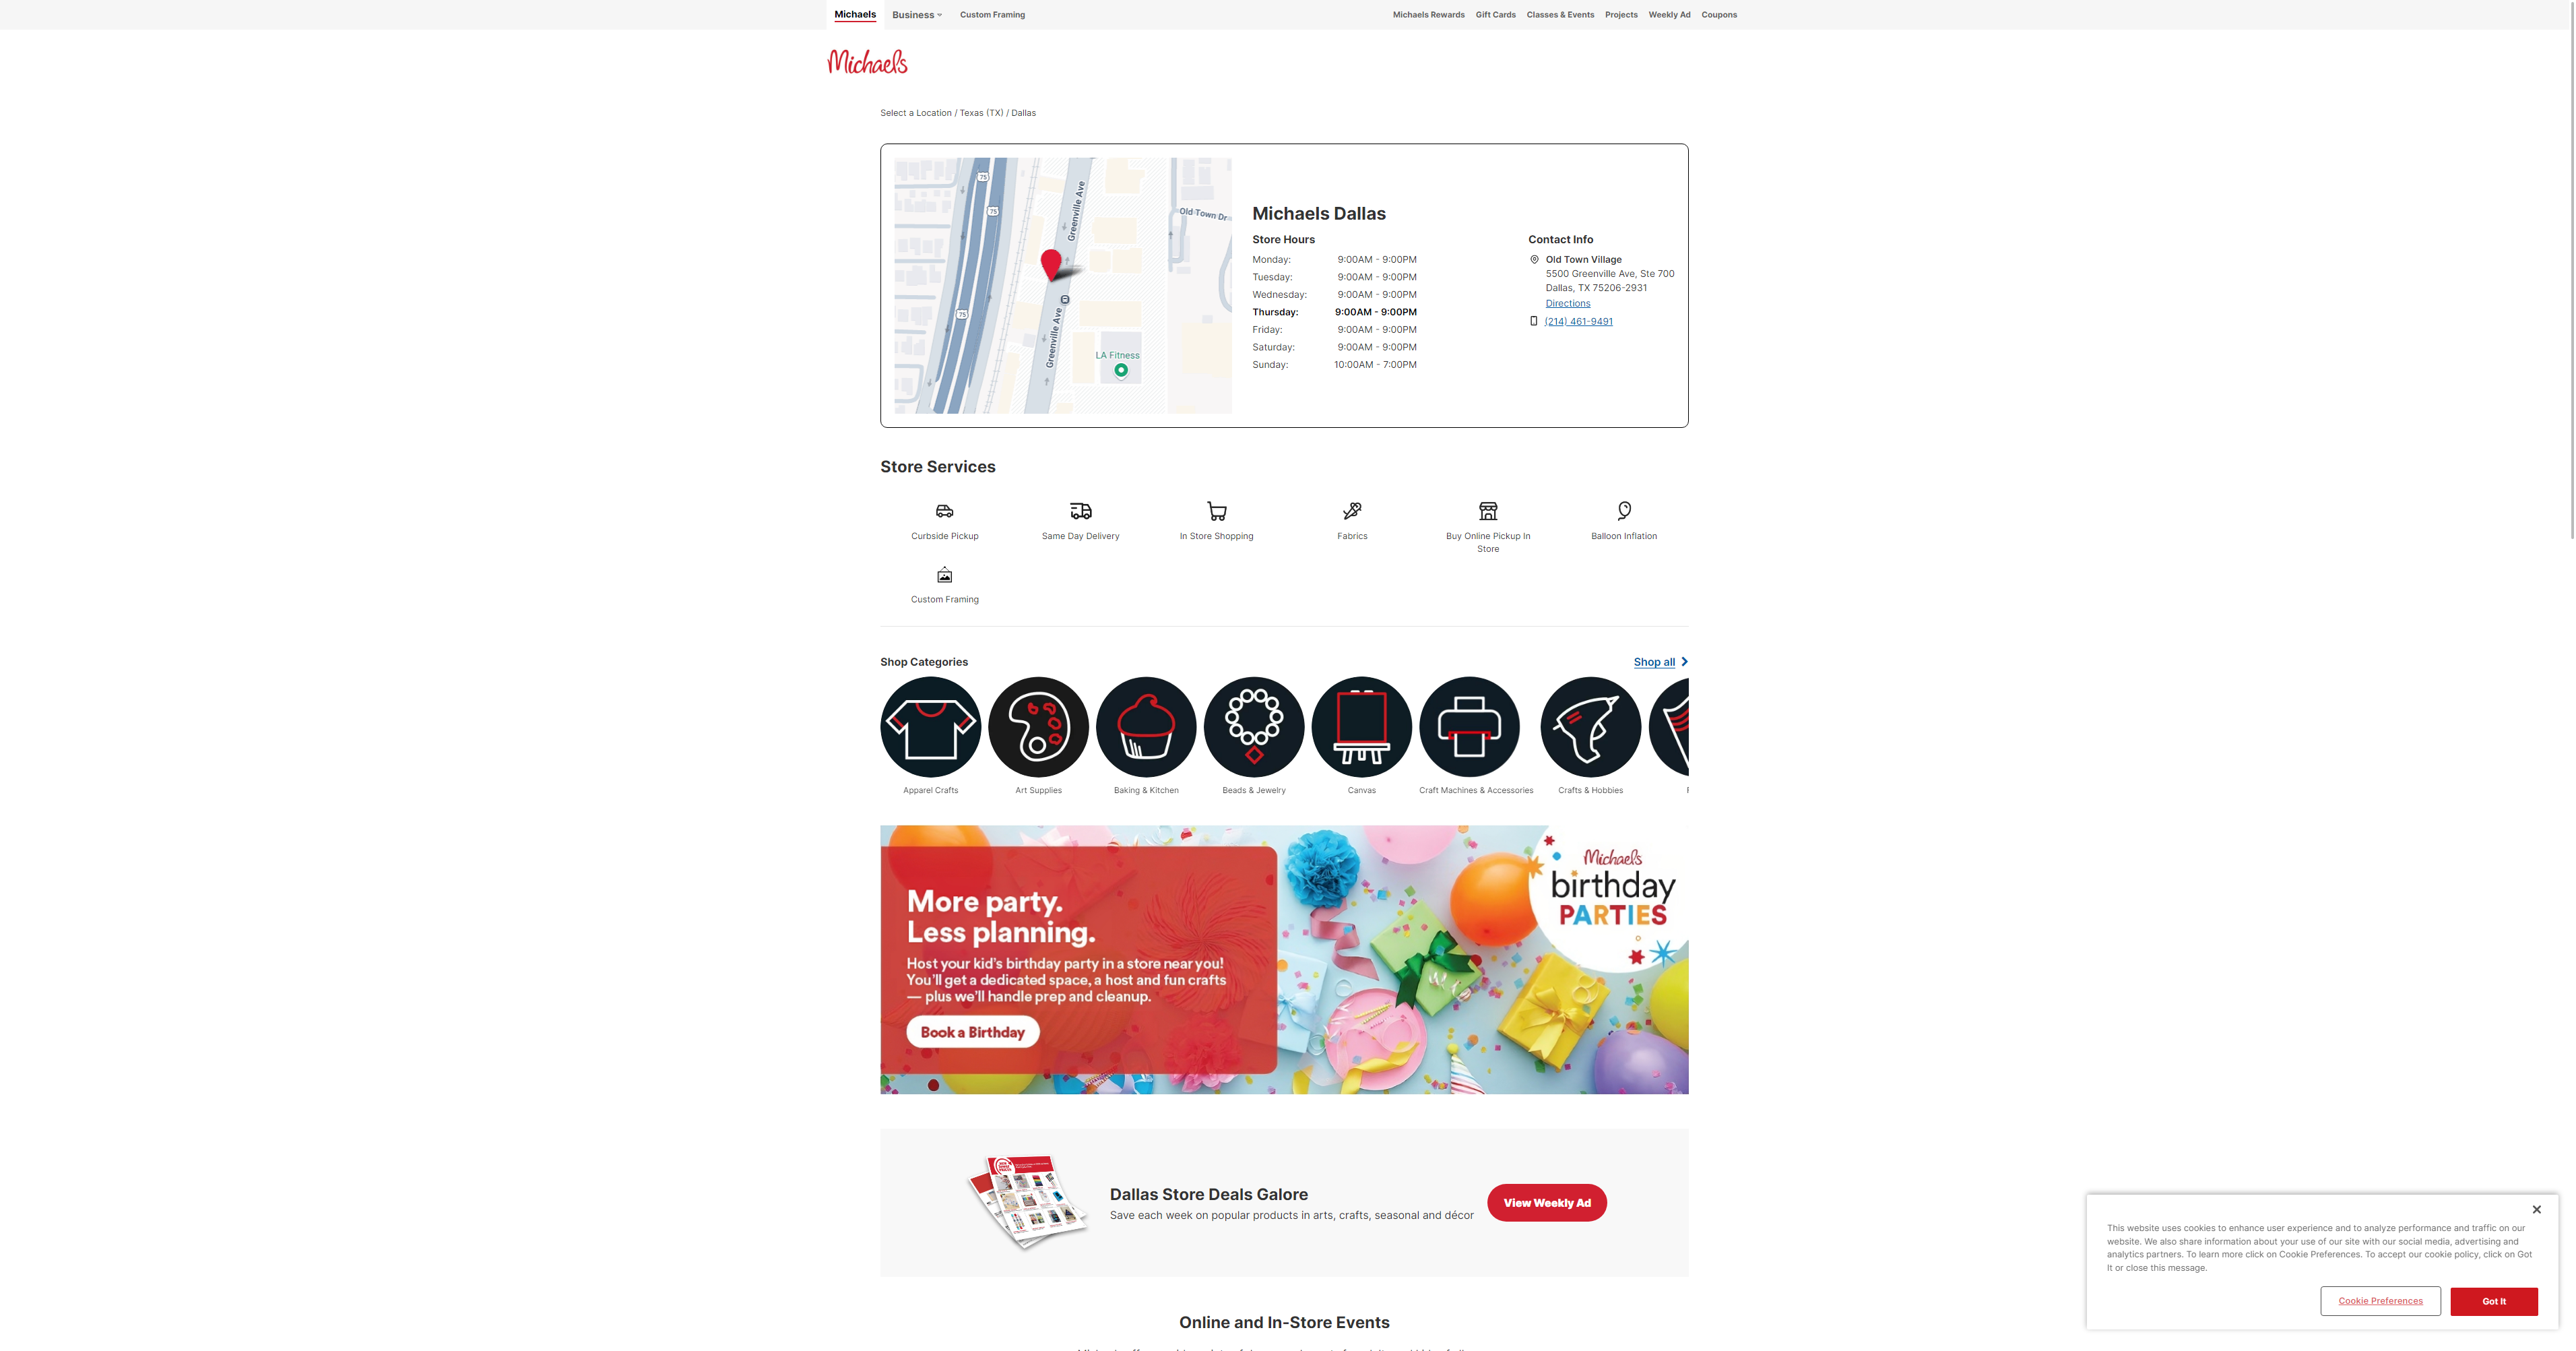 Michaels
Business
Custom Framing
Michaels Rewards
Gift Cards
Classes & Events
Projects
Weekly Ad
Coupons
Michaels
Select a Location / Texas (TX) / Dallas
75
75
75
Greenville Ave
Greenville Ave
Old Town Dr
LA Fitness
Michaels Dallas
Store Hours
Monday: 9:00AM - 9:00PM
Tuesday: 9:00AM - 9:00PM
Wednesday: 9:00AM - 9:00PM
Thursday: 9:00AM - 9:00PM
Friday: 9:00AM - 9:00PM
Saturday: 9:00AM - 9:00PM
Sunday: 10:00AM - 7:00PM
Contact Info
Old Town Village
5500 Greenville Ave, Ste 700
Dallas, TX 75206-2931
Directions
(214) 461-9491
Store Services
Curbside Pickup
Same Day Delivery
In Store Shopping
Fabrics
Buy Online Pickup In
Store
Balloon Inflation
Custom Framing
Shop Categories
Shop all
Apparel Crafts
Art Supplies
Baking & Kitchen
Beads & Jewelry
Canvas
Craft Machines & Accessories
Crafts & Hobbies
More party.
Less planning.
Host your kid's birthday party in a store near you!
You'll get a dedicated space, a host and fun crafts
— plus we'll handle prep and cleanup.
Book a Birthday
Michaels
birthday
PARTIES
Dallas Store Deals Galore
Save each week on popular products in arts, crafts, seasonal and décor
View Weekly Ad
Online and In-Store Events
This website uses cookies to enhance user experience and to analyze performance and traffic on our
website. We also share information about your use of our site with our social media, advertising and
analytics partners. To learn more click on Cookie Preferences. To accept our cookie policy, click on Got
It or close this message.
Cookie Preferences
Got It